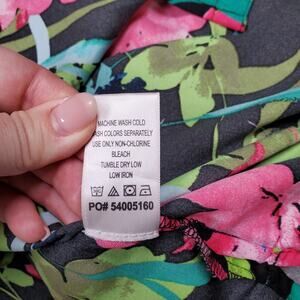 MACHINE WASH COLD
WASH COLORS SEPARATELY
USE ONLY NON-CHLORINE
BLEACH
TUMBLE DRY LOW
LOW IRON
PO# 54005160